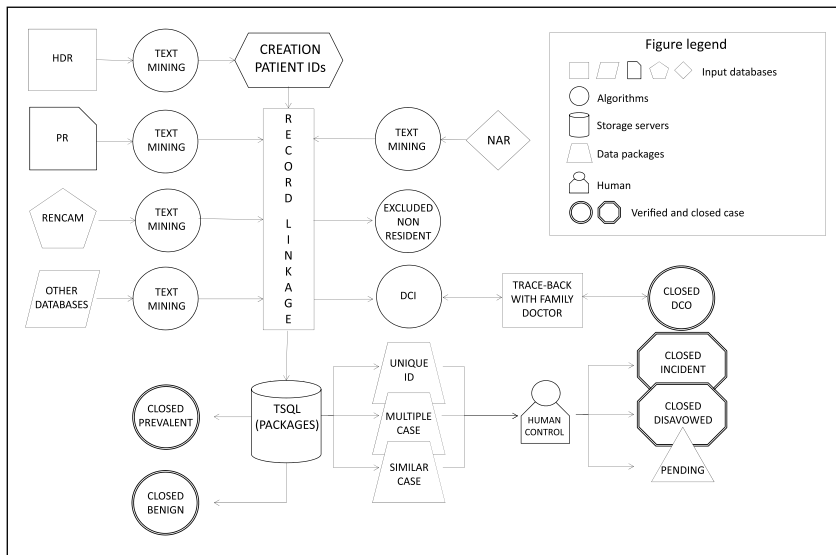 HDR
TEXT
MINING
CREATION
PATIENT IDs
PR
TEXT
MINING
R
E
C
O
R
D
L
I
N
K
A
G
E
TEXT
MINING
NAR
RENCAM
TEXT
MINING
EXCLUDED
NON
RESIDENT
OTHER
DATABASES
TEXT
MINING
DCI
TRACE-BACK
WITH FAMILY
DOCTOR
CLOSED
DCO
CLOSED
PREVALENT
TSQL
(PACKAGES)
UNIQUE
ID
MULTIPLE
CASE
SIMILAR
CASE
HUMAN
CONTROL
CLOSED
INCIDENT
CLOSED
DISAVOWED
PENDING
CLOSED
BENIGN
Figure legend
Input databases
Algorithms
Storage servers
Data packages
Human
Verified and closed case